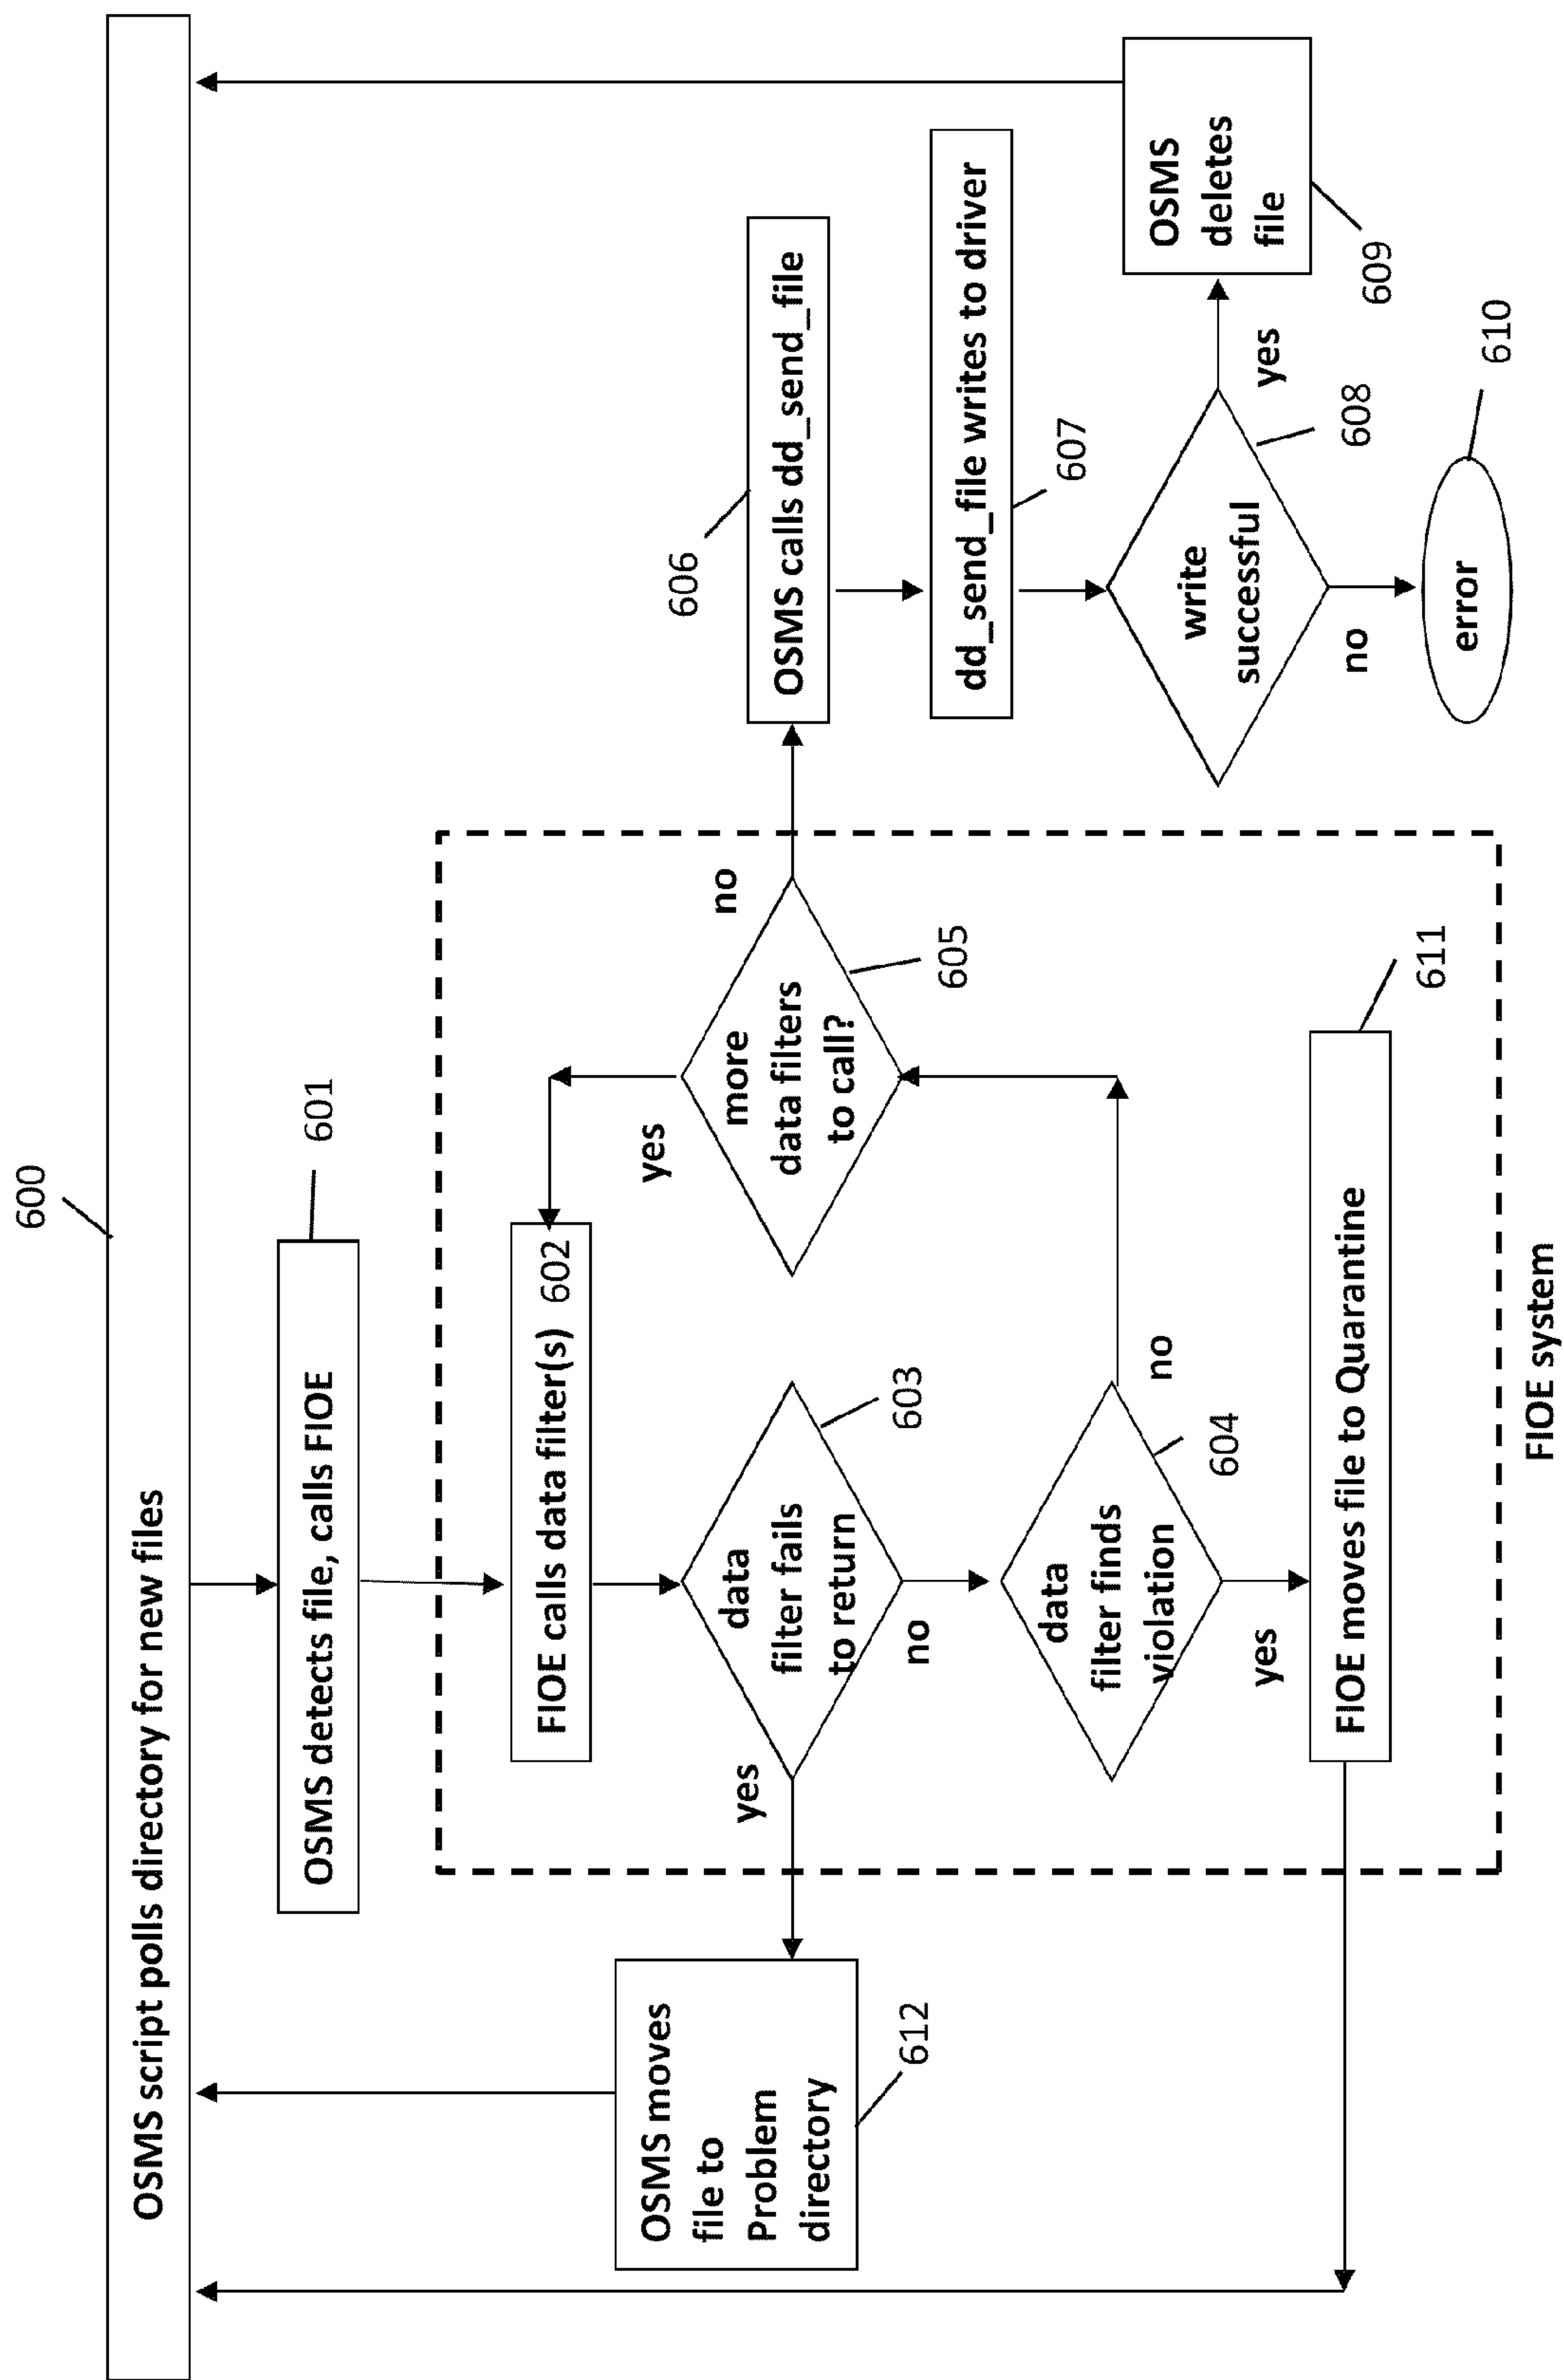 600
OSMS script polls directory for new files
601
OSMS detects file, calls FIOE
FIOE calls data filter(s) 602
data
filter fails
to return
603
yes
no
data
filter finds
violation
604
no
yes
FIOE moves file to Quarantine
611
more
data filters
to call?
605
yes
no
FIOE system
OSMS moves
file to
Problem
directory
612
606
OSMS calls dd_send_file
dd_send_file writes to driver
607
write
successful
608
yes
no
OSMS
deletes
file
609
error
610